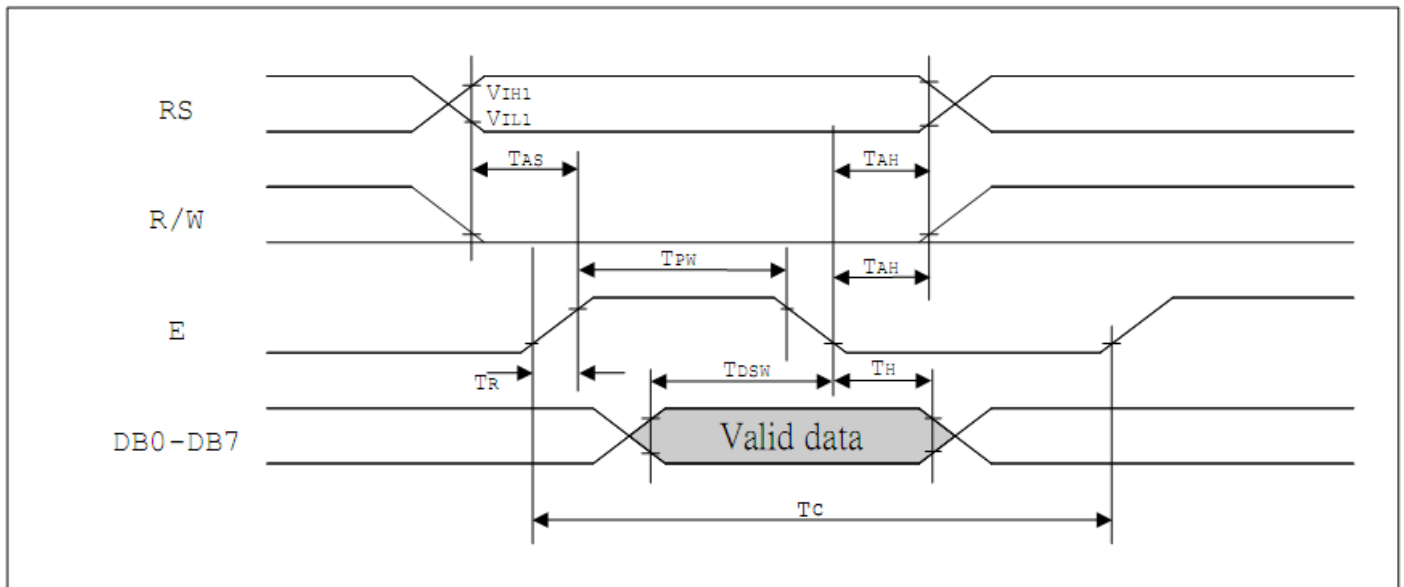 RS
VIH1
VIL1
TAS
TAH
R/W
TPW
TAH
E
TR
TDSW
TH
DB0-DB7
Valid data
TC